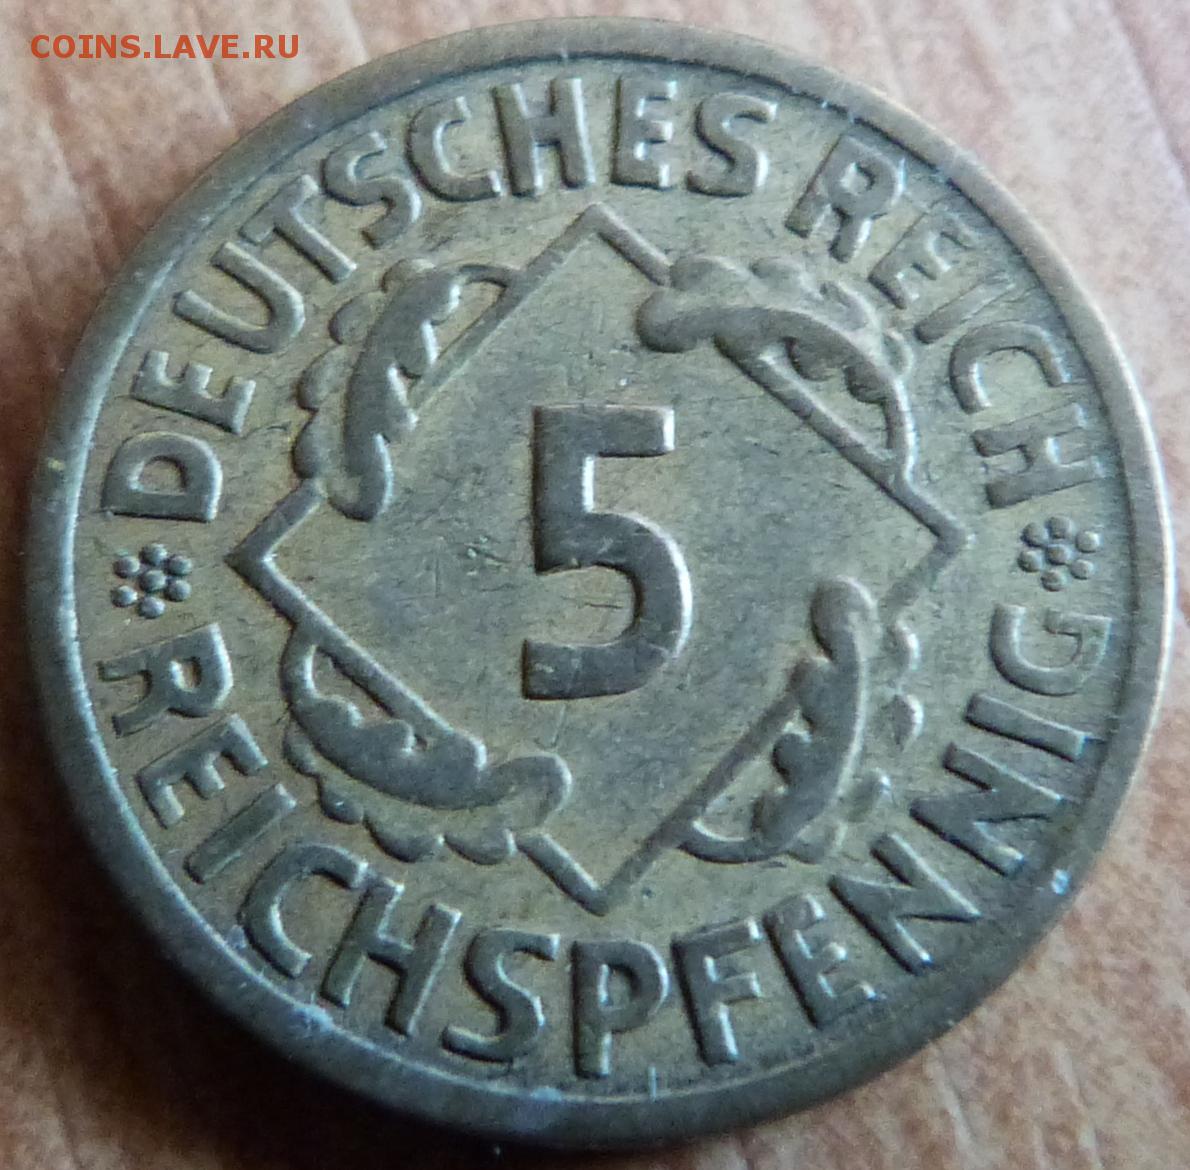 COINS.LAVE.RU
DEUTSCHES REICH
5
REICHSPFENNIG